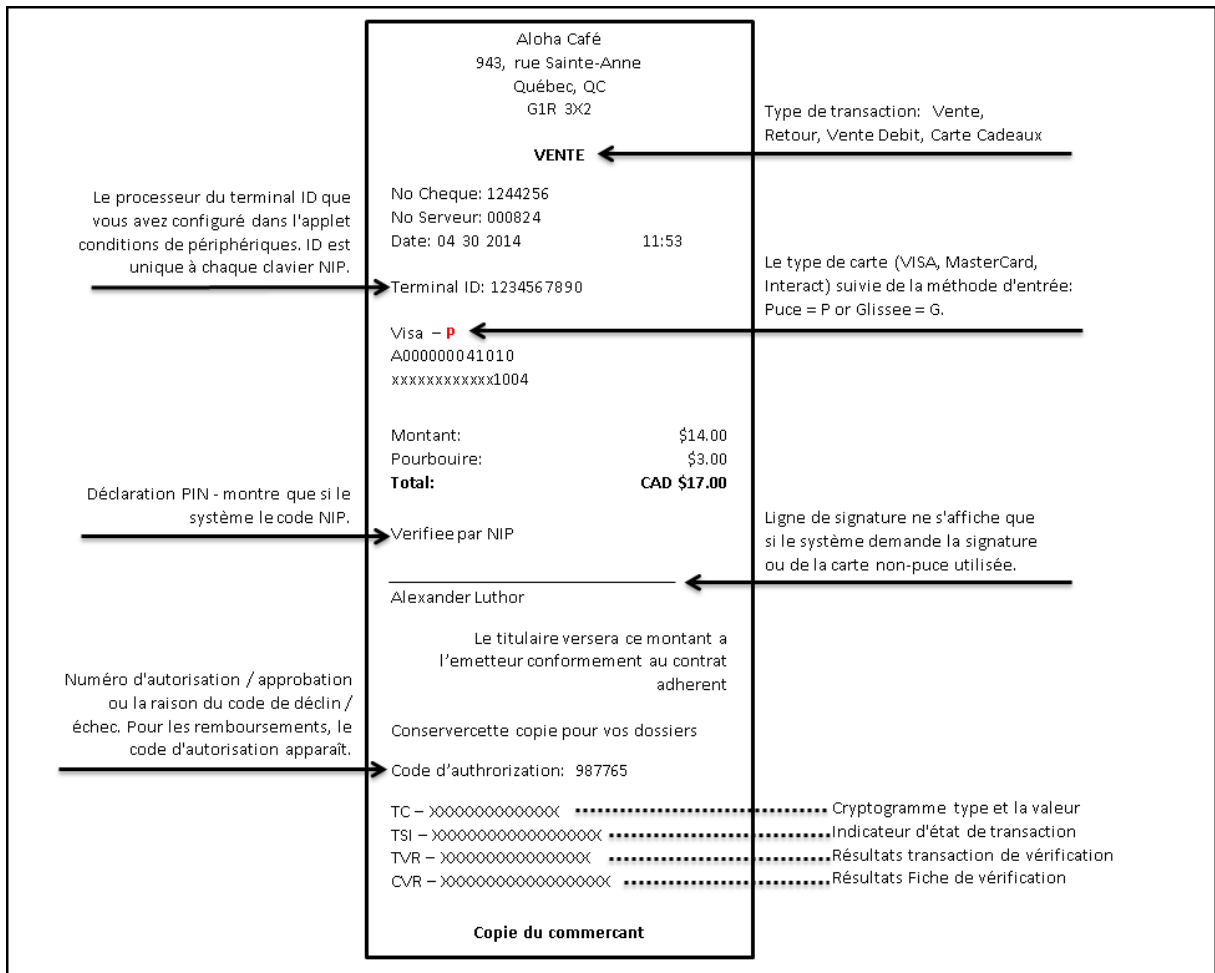 Aloha Café
943, rue Sainte-Anne
Québec, QC
G1R 3X2
Type de transaction: Vente,
Retour, Vente Debit, Carte Cadeaux
VENTE
Le processeur du terminal ID que
vous avez configuré dans l'applet
conditions de périphériques. ID est
unique à chaque clavier NIP.
No Cheque: 1244256
No Serveur: 000824
Date: 04 30 2014 11:53
Terminal ID: 1234567890
Le type de carte (VISA, MasterCard,
Interact) suivie de la méthode d'entrée:
Puce = P or Glissee = G.
Visa – P
A000000041010
xxxxxxxxxxxx1004
Montant: $14.00
Pourbouire: $3.00
Total: CAD $17.00
Déclaration PIN - montre que si le
système le code NIP.
Verifiee par NIP
Ligne de signature ne s'affiche que
si le système demande la signature
ou de la carte non-puce utilisée.
Alexander Luthor
Le titulaire versera ce montant a
l'emetteur conformement au contrat
adherent
Numéro d'autorisation / approbation
ou la raison du code de déclin /
échec. Pour les remboursements, le
code d'autorisation apparaît.
Conservercette copie pour vos dossiers
Code d'authrorization: 987765
TC – XXXXXXXXXXXXX Cryptogramme type et la valeur
TSI – XXXXXXXXXXXXXXXXX Indicateur d'état de transaction
TVR – XXXXXXXXXXXXXXX Résultats transaction de vérification
CVR – XXXXXXXXXXXXXXXXX Résultats Fiche de vérification
Copie du commercant